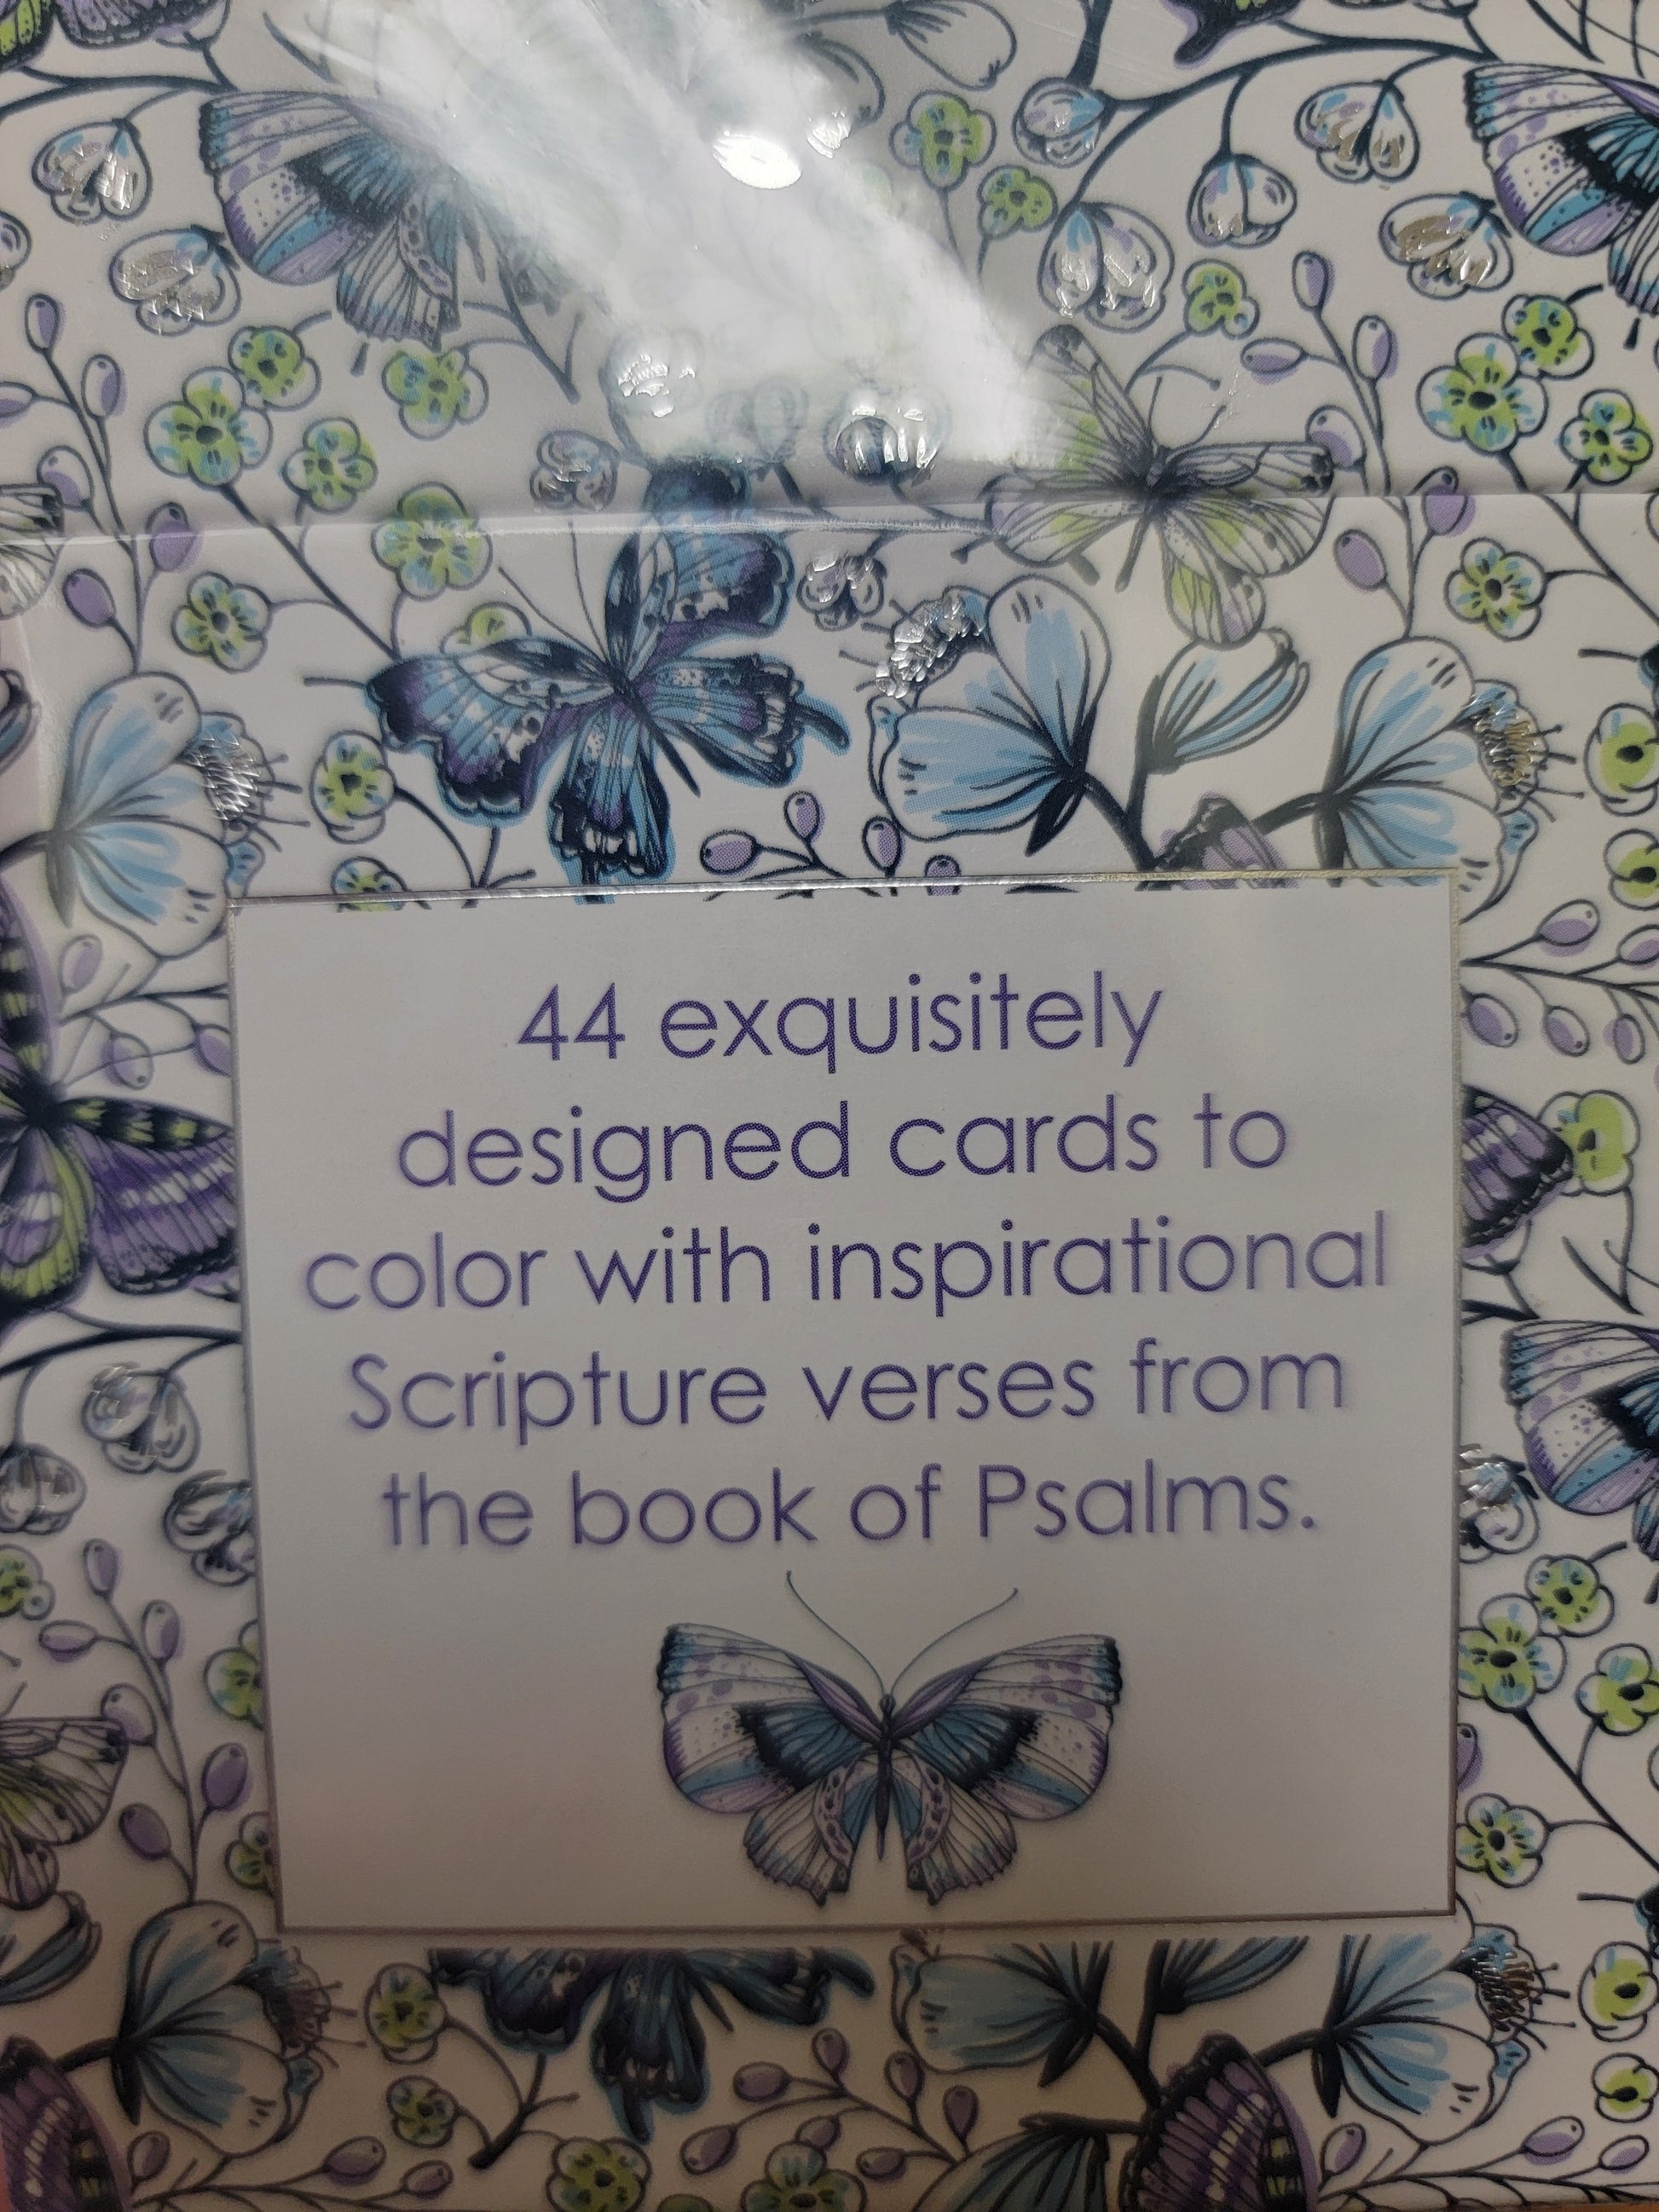 44 exquisitely
designed cards to
color with inspirational
Scripture verses from
the book of Psalms.